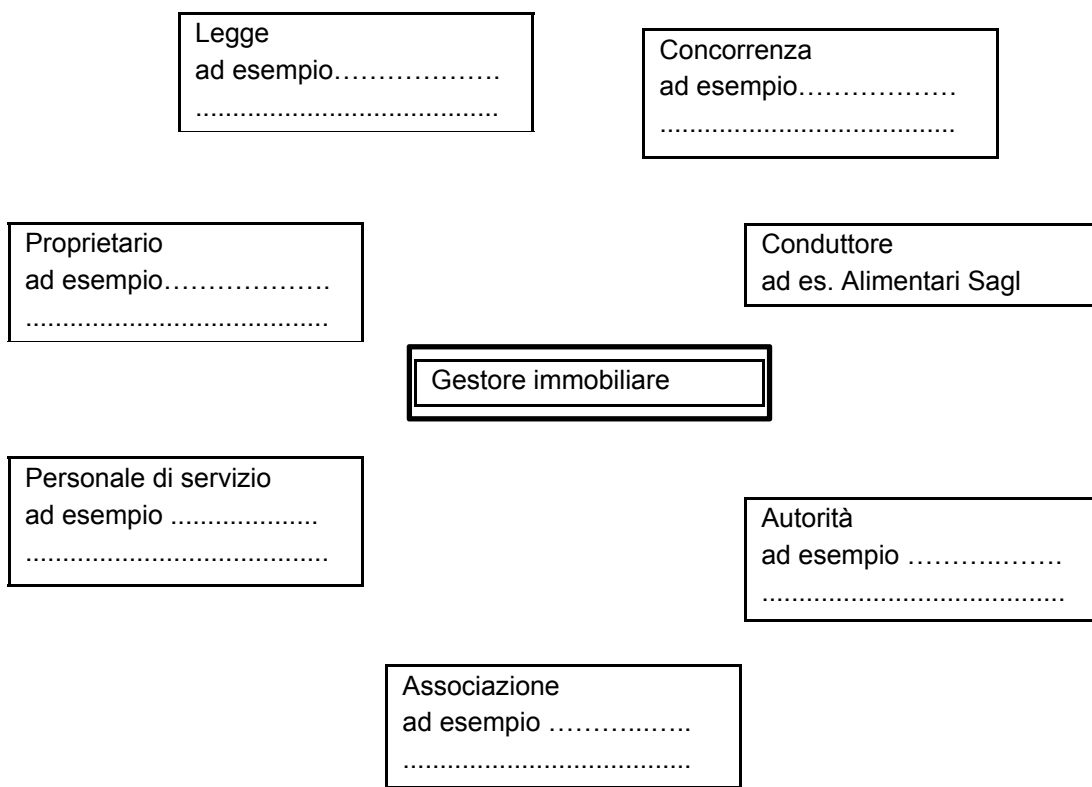 Legge
ad esempio……………….
.........................................
Concorrenza
ad esempio………………
........................................
Proprietario
ad esempio……………….
.........................................
Conduttore
ad es. Alimentari Sagl
Gestore immobiliare
Personale di servizio
ad esempio ....................
.........................................
Autorità
ad esempio ………..…….
.........................................
Associazione
ad esempio ………..…..
.......................................